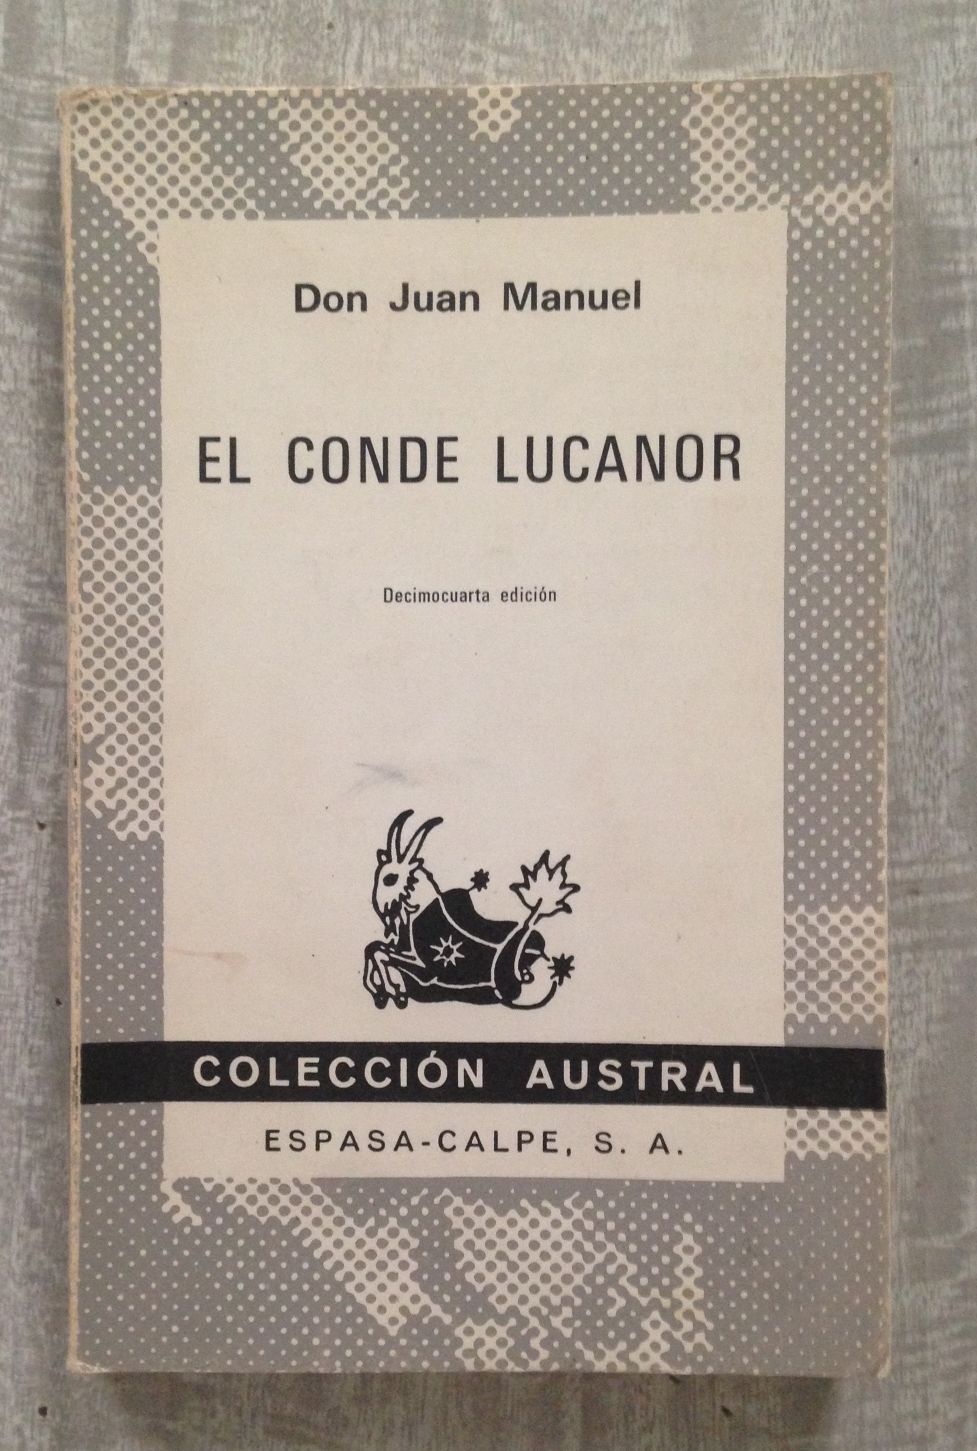 Don Juan Manuel
EL CONDE LUCANOR
Decimocuarta edición
COLECCIÓN AUSTRAL
ESPASA-CALPE, S. A.